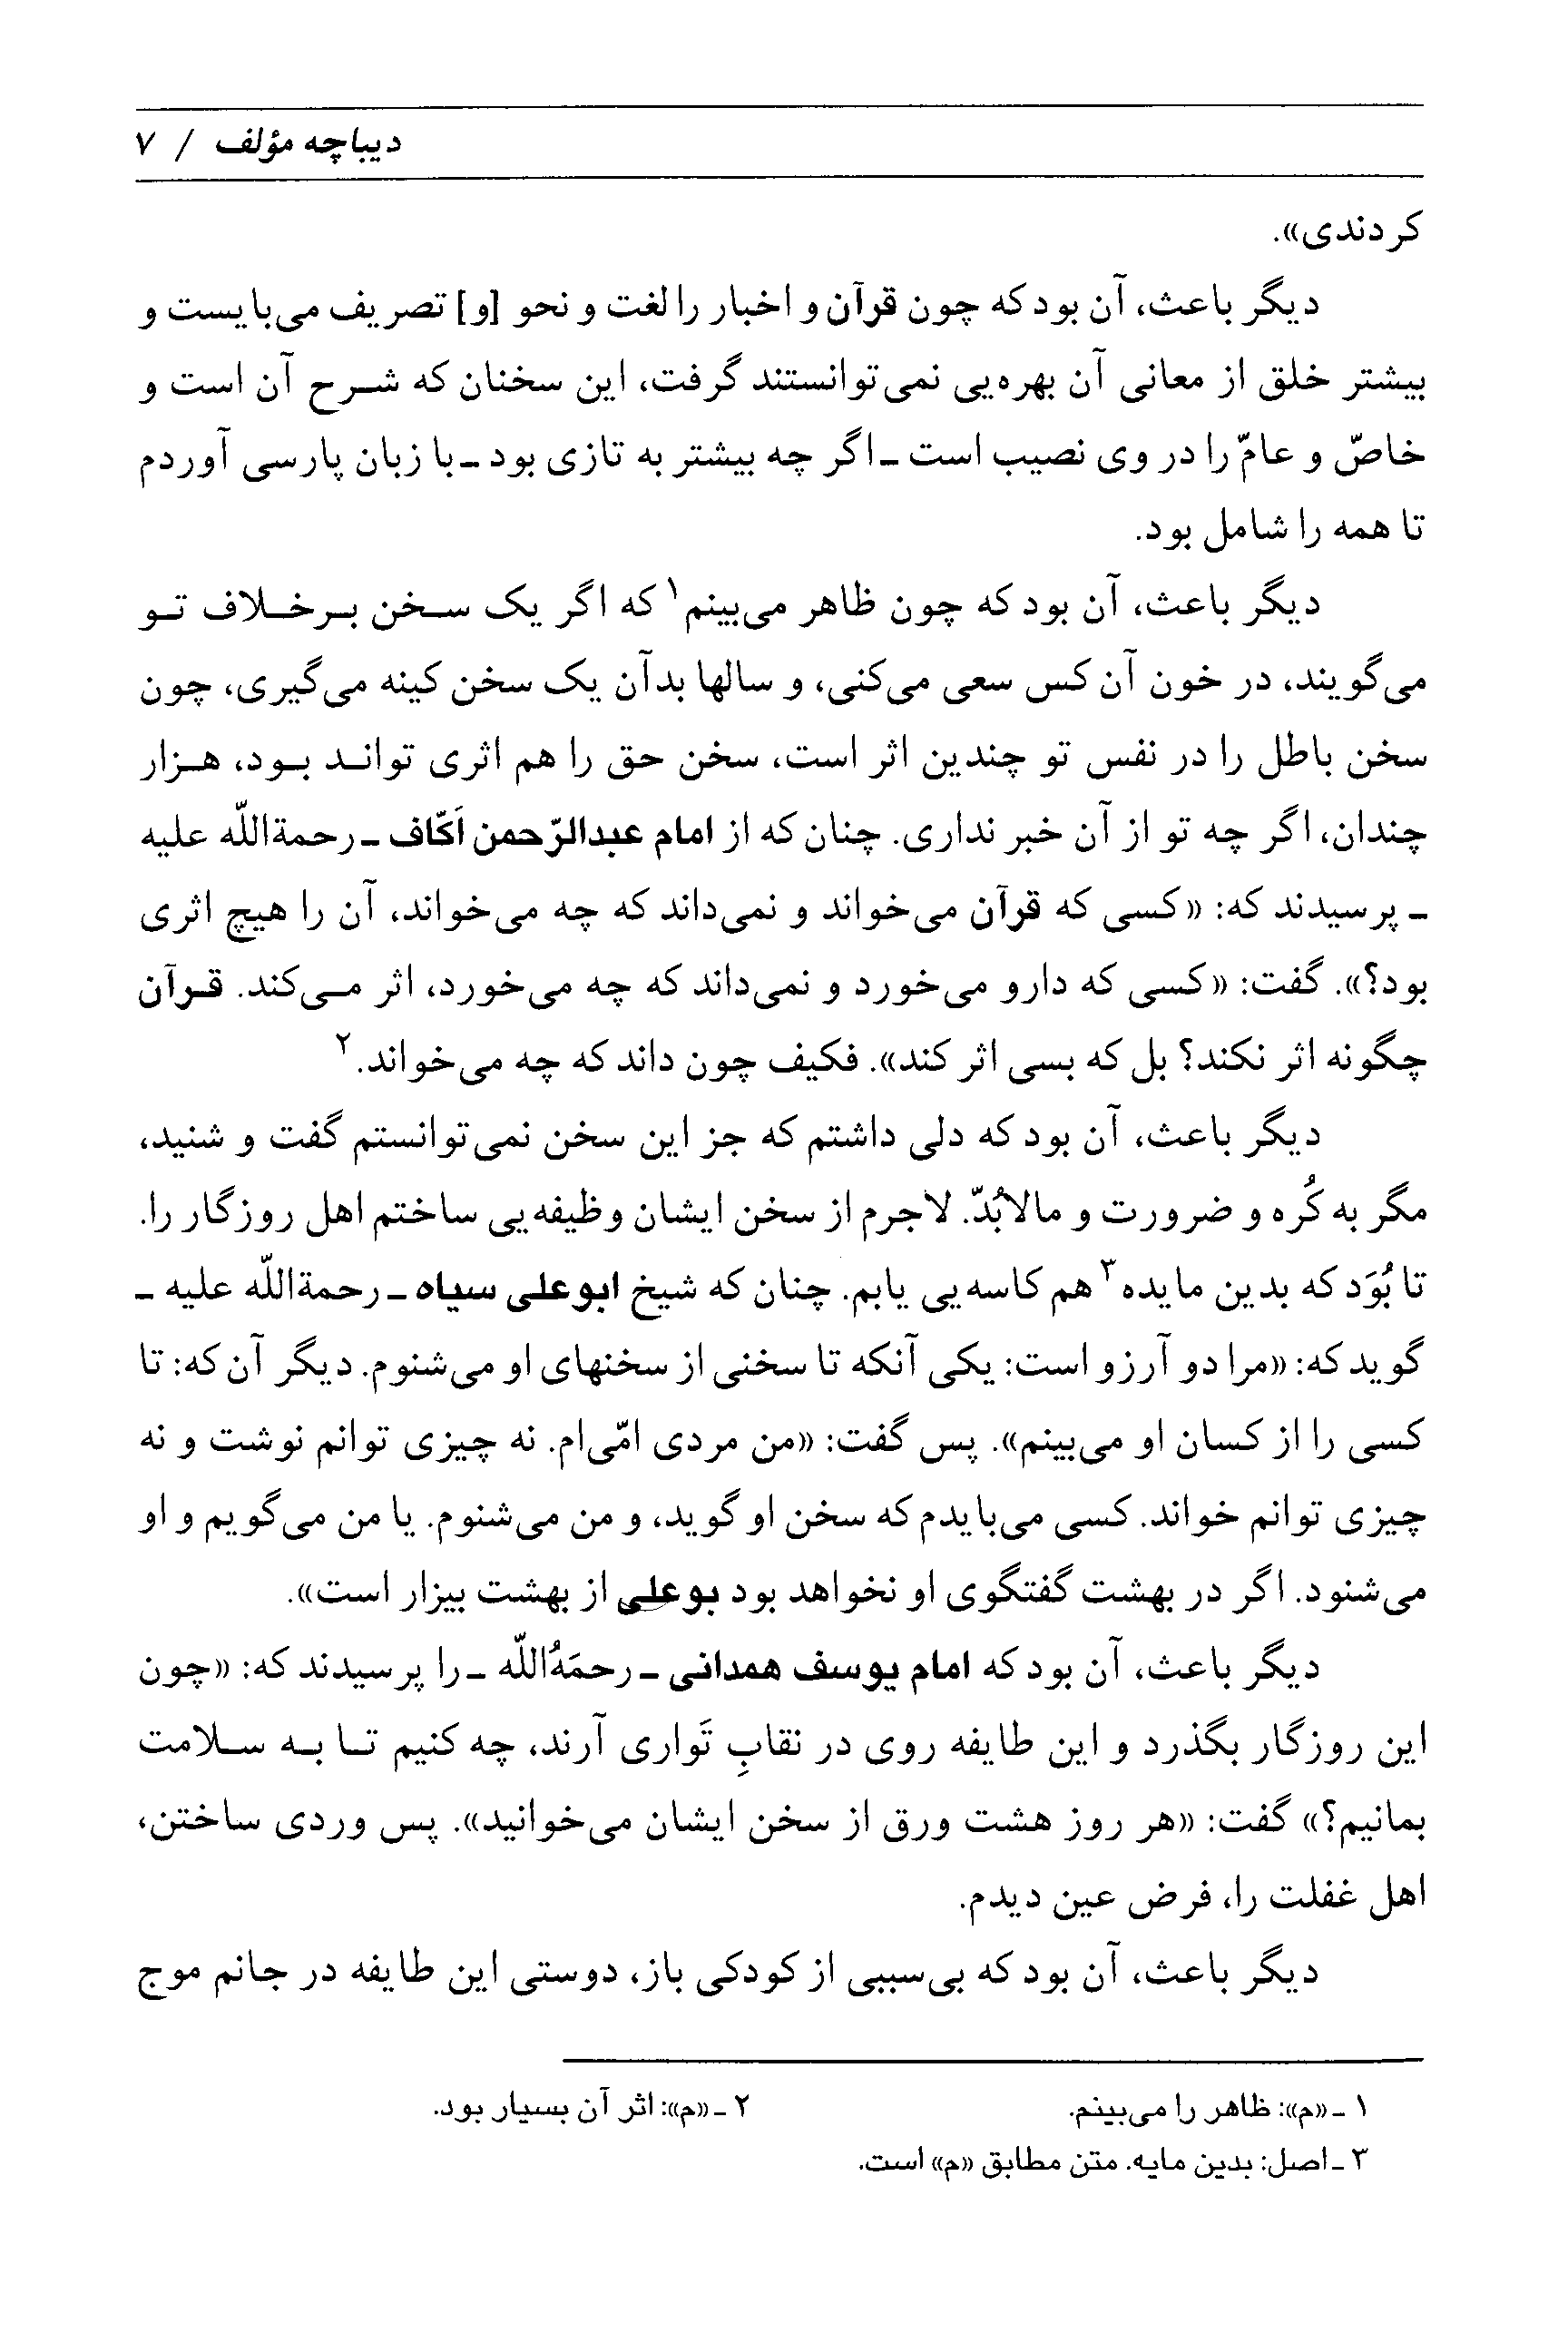 دیباچه مؤلف / ۷
کردندی».
دیگر باعث، آن بود که چون قرآن و اخبار را لغت و نحو [و] تصریف می‌بایست و
بیشتر خلق از معانی آن بهره‌یی نمی‌توانستند گرفت، این سخنان که شرح آن است و
خاصّ و عامّ را در وی نصیب است ـ اگر چه بیشتر به تازی بود ـ با زبان پارسی آوردم
تا همه را شامل بود.
دیگر باعث، آن بود که چون ظاهر می‌بینم۱ که اگر یک سخن برخلاف تو
می‌گویند، در خون آن کس سعی می‌کنی، و سالها بدآن یک سخن کینه می‌گیری، چون
سخن باطل را در نفس تو چندین اثر است، سخن حق را هم اثری تواند بود، هزار
چندان، اگر چه تو از آن خبر نداری. چنان که از امام عبدالرّحمن اَکّاف ـ رحمةاللّه علیه
ـ پرسیدند که: «کسی که قرآن می‌خواند و نمی‌داند که چه می‌خواند، آن را هیچ اثری
بود؟». گفت: «کسی که دارو می‌خورد و نمی‌داند که چه می‌خورد، اثر می‌کند. قرآن
چگونه اثر نکند؟ بل که بسی اثر کند». فکیف چون داند که چه می‌خواند.۲
دیگر باعث، آن بود که دلی داشتم که جز این سخن نمی‌توانستم گفت و شنید،
مگر به کُره و ضرورت و مالابُدّ. لاجرم از سخن ایشان وظیفه‌یی ساختم اهل روزگار را.
تا بُوَد که بدین مایده۳ هم کاسه‌یی یابم. چنان که شیخ ابوعلی سیاه ـ رحمةاللّه علیه ـ
گوید که: «مرا دو آرزو است: یکی آنکه تا سخنی از سخنهای او می‌شنوم. دیگر آن که: تا
کسی را از کسان او می‌بینم». پس گفت: «من مردی امّی‌ام. نه چیزی توانم نوشت و نه
چیزی توانم خواند. کسی می‌بایدم که سخن او گوید، و من می‌شنوم. یا من می‌گویم و او
می‌شنود. اگر در بهشت گفتگوی او نخواهد بود بوعلی از بهشت بیزار است».
دیگر باعث، آن بود که امام یوسف همدانی ـ رحمَهُ‌اللّه ـ را پرسیدند که: «چون
این روزگار بگذرد و این طایفه روی در نقابِ تَواری آرند، چه کنیم تا به سلامت
بمانیم؟» گفت: «هر روز هشت ورق از سخن ایشان می‌خوانید». پس وردی ساختن،
اهل غفلت را، فرض عین دیدم.
دیگر باعث، آن بود که بی‌سببی از کودکی باز، دوستی این طایفه در جانم موج
۱ ـ «م»: ظاهر را می‌بینم. ۲ ـ «م»: اثر آن بسیار بود.
۳ ـ اصل: بدین مایه. متن مطابق «م» است.